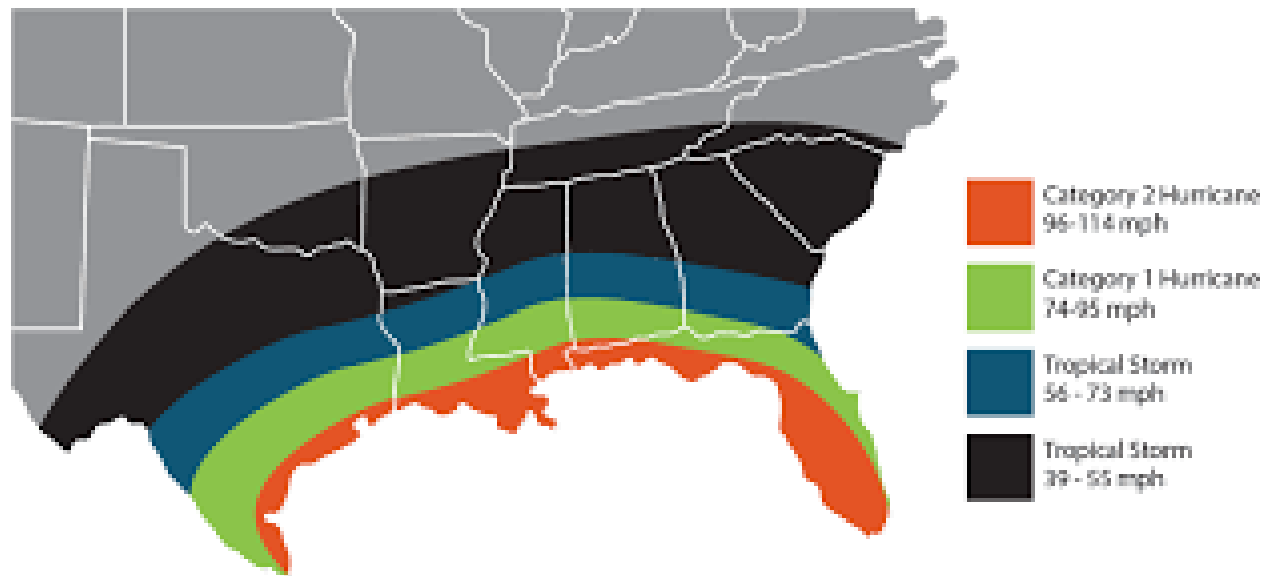 Category 2 Hurricane
96-114 mph
Category 1 Hurricane
74-95 mph
Tropical Storm
56 - 73 mph
Tropical Storm
39 - 55 mph